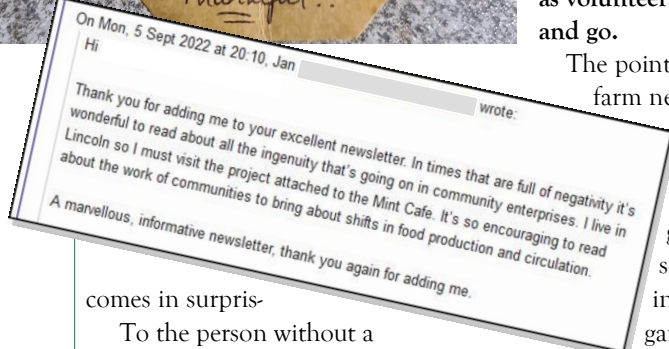 Thankful!..
as volunteer
and go.
The point
farm ne
On Mon, 5 Sept 2022 at 20:10, Jan wrote:
Hi
Thank you for adding me to your excellent newsletter. In times that are full of negativity it's
wonderful to read about all the ingenuity that's going on in community enterprises. I live in
Lincoln so I must visit the project attached to the Mint Cafe. It's so encouraging to read
about the work of communities to bring about shifts in food production and circulation.
A marvellous, informative newsletter, thank you again for adding me.
comes in surpris-
To the person without a
s
in
ga